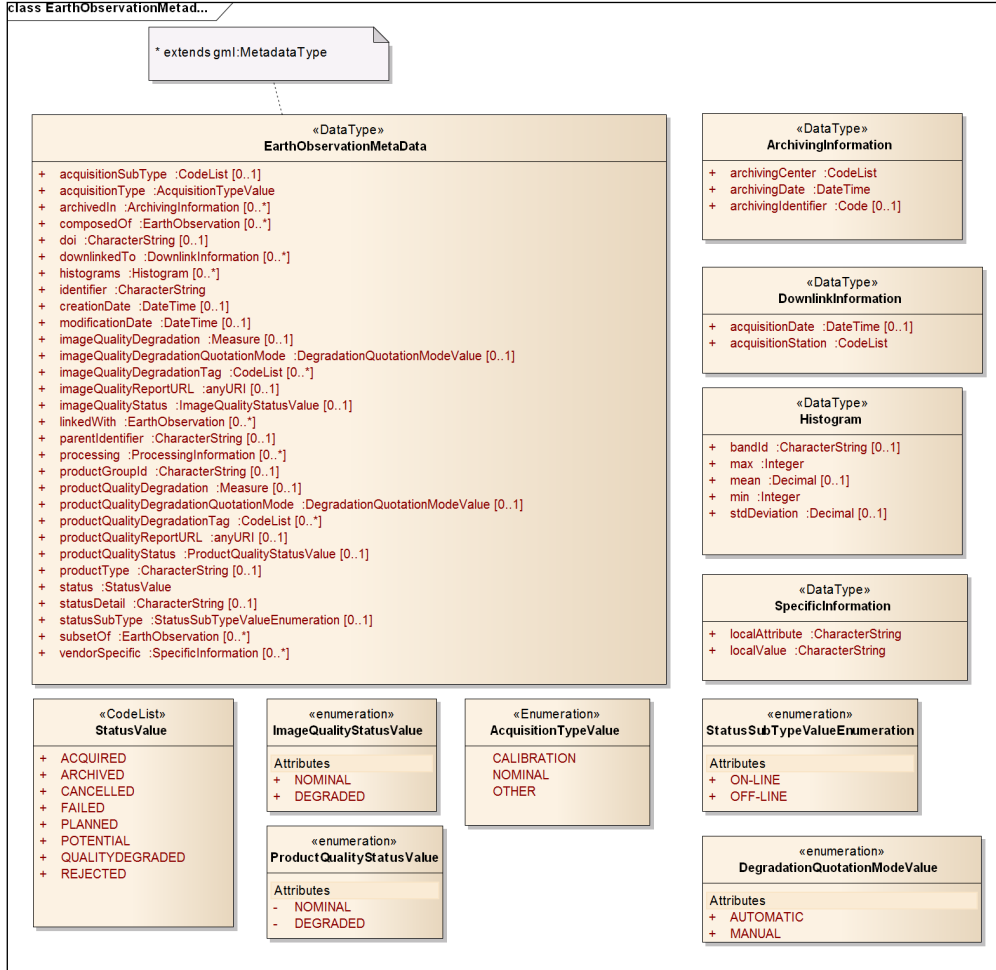 class EarthObservationMetad...
* extends gml:MetadataType
«DataType»
EarthObservationMetaData
+ acquisitionSubType :CodeList [0..1]
+ acquisitionType :AcquisitionTypeValue
+ archivedIn :ArchivingInformation [0..*]
+ composedOf :EarthObservation [0..*]
+ doi :CharacterString [0..1]
+ downlinkedTo :DownlinkInformation [0..*]
+ histograms :Histogram [0..*]
+ identifier :CharacterString
+ creationDate :DateTime [0..1]
+ modificationDate :DateTime [0..1]
+ imageQualityDegradation :Measure [0..1]
+ imageQualityDegradationQuotationMode :DegradationQuotationModeValue [0..1]
+ imageQualityDegradationTag :CodeList [0..*]
+ imageQualityReportURL :anyURI [0..1]
+ imageQualityStatus :ImageQualityStatusValue [0..1]
+ linkedWith :EarthObservation [0..*]
+ parentIdentifier :CharacterString [0..1]
+ processing :ProcessingInformation [0..*]
+ productGroupId :CharacterString [0..1]
+ productQualityDegradation :Measure [0..1]
+ productQualityDegradationQuotationMode :DegradationQuotationModeValue [0..1]
+ productQualityDegradationTag :CodeList [0..*]
+ productQualityReportURL :anyURI [0..1]
+ productQualityStatus :ProductQualityStatusValue [0..1]
+ productType :CharacterString [0..1]
+ status :StatusValue
+ statusDetail :CharacterString [0..1]
+ statusSubType :StatusSubTypeValueEnumeration [0..1]
+ subsetOf :EarthObservation [0..*]
+ vendorSpecific :SpecificInformation [0..*]
«DataType»
ArchivingInformation
+ archivingCenter :CodeList
+ archivingDate :DateTime
+ archivingIdentifier :Code [0..1]
«DataType»
DownlinkInformation
+ acquisitionDate :DateTime [0..1]
+ acquisitionStation :CodeList
«DataType»
Histogram
+ bandId :CharacterString [0..1]
+ max :Integer
+ mean :Decimal [0..1]
+ min :Integer
+ stdDeviation :Decimal [0..1]
«DataType»
SpecificInformation
+ localAttribute :CharacterString
+ localValue :CharacterString
«CodeList»
StatusValue
+ ACQUIRED
+ ARCHIVED
+ CANCELLED
+ FAILED
+ PLANNED
+ POTENTIAL
+ QUALITYDEGRADED
+ REJECTED
«enumeration»
ImageQualityStatusValue
Attributes
+ NOMINAL
+ DEGRADED
«enumeration»
ProductQualityStatusValue
Attributes
- NOMINAL
- DEGRADED
«Enumeration»
AcquisitionTypeValue
CALIBRATION
NOMINAL
OTHER
«enumeration»
StatusSubTypeValueEnumeration
Attributes
+ ON-LINE
+ OFF-LINE
«enumeration»
DegradationQuotationModeValue
Attributes
+ AUTOMATIC
+ MANUAL